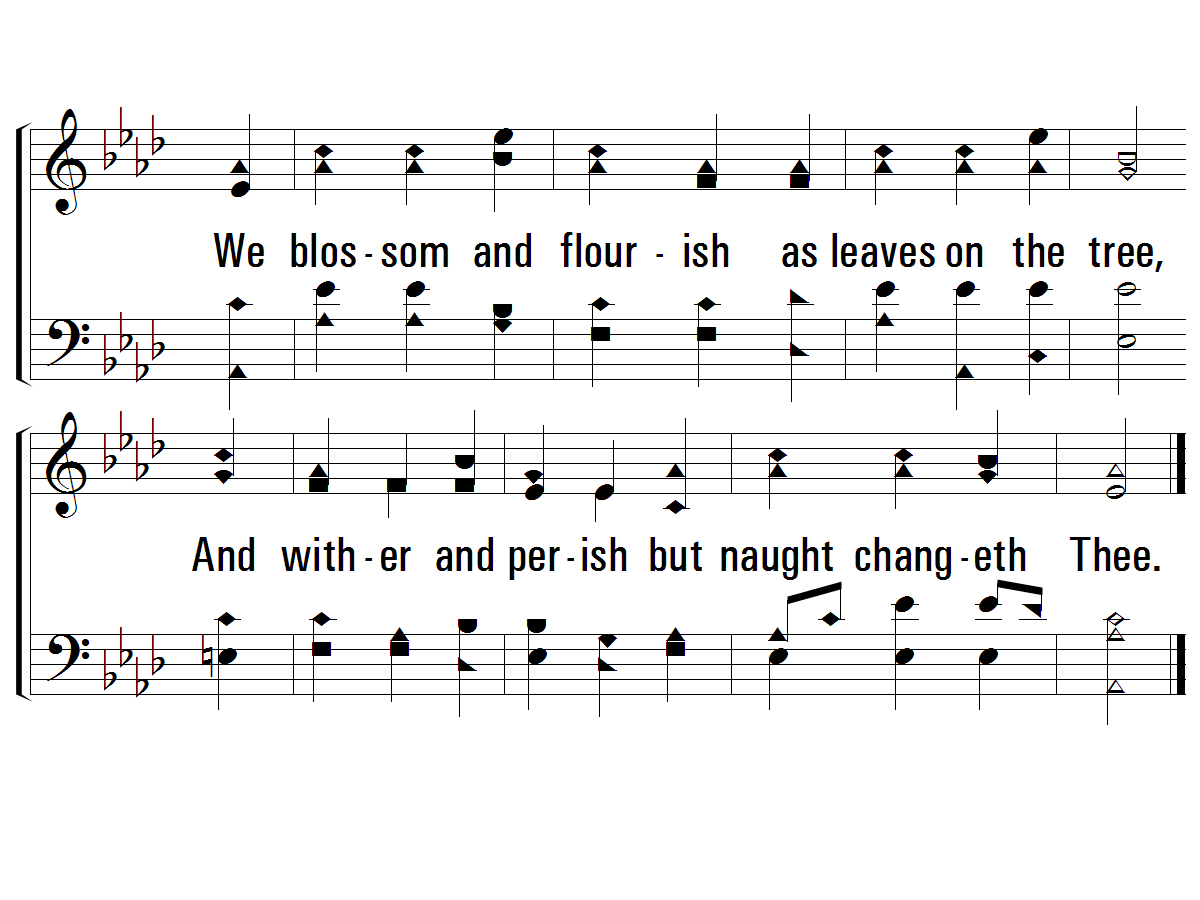 We blos - som and flour - ish as leaves on the tree,
And with - er and per - ish but naught chang - eth Thee.